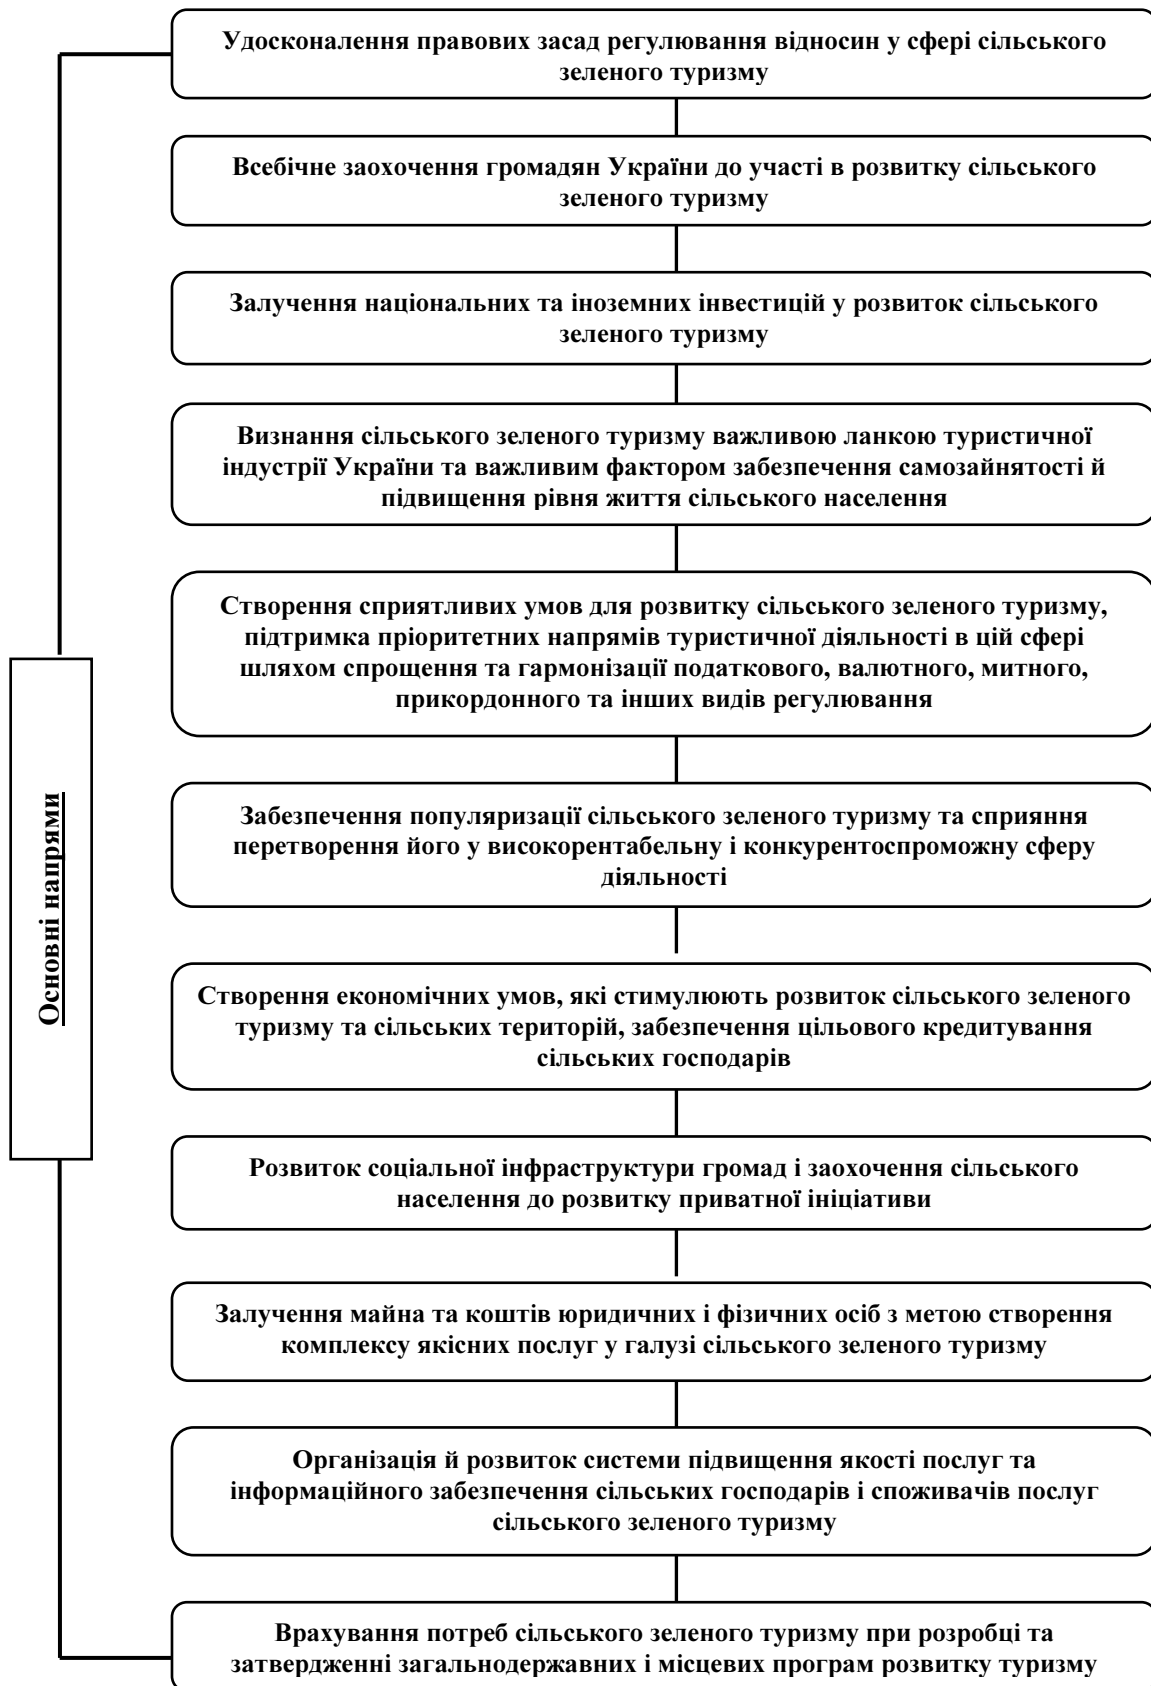 Удосконалення правових засад регулювання відносин у сфері сільського
зеленого туризму
Всебічне заохочення громадян України до участі в розвитку сільського
зеленого туризму
Залучення національних та іноземних інвестицій у розвиток сільського
зеленого туризму
Визнання сільського зеленого туризму важливою ланкою туристичної
індустрії України та важливим фактором забезпечення самозайнятості й
підвищення рівня життя сільського населення
Створення сприятливих умов для розвитку сільського зеленого туризму,
підтримка пріоритетних напрямів туристичної діяльності в цій сфері
шляхом спрощення та гармонізації податкового, валютного, митного,
прикордонного та інших видів регулювання
Основні напрями
Забезпечення популяризації сільського зеленого туризму та сприяння
перетворення його у високорентабельну і конкурентоспроможну сферу
діяльності
Створення економічних умов, які стимулюють розвиток сільського зеленого
туризму та сільських територій, забезпечення цільового кредитування
сільських господарів
Розвиток соціальної інфраструктури громад і заохочення сільського
населення до розвитку приватної ініціативи
Залучення майна та коштів юридичних і фізичних осіб з метою створення
комплексу якісних послуг у галузі сільського зеленого туризму
Організація й розвиток системи підвищення якості послуг та
інформаційного забезпечення сільських господарів і споживачів послуг
сільського зеленого туризму
Врахування потреб сільського зеленого туризму при розробці та
затвердженні загальнодержавних і місцевих програм розвитку туризму